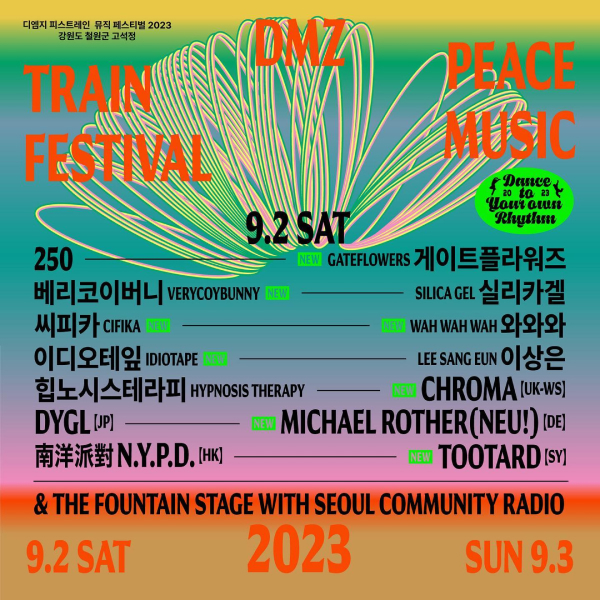 디엠지 피스트레인 뮤직 페스티벌 2023
강원도 철원군 고석정
DMZ
TRAIN PEACE
FESTIVAL MUSIC
Dance
to
20 23
Your own
Rhythm
9.2 SAT
250 NEW GATEFLOWERS 게이트플라워즈
베리코이버니 VERYCOYBUNNY NEW SILICA GEL 실리카겔
씨피카 CIFIKA NEW NEW WAH WAH WAH 와와와
이디오테잎 IDIOTAPE NEW LEE SANG EUN 이상은
힙노시스테라피 HYPNOSIS THERAPY NEW CHROMA [UK-WS]
DYGL [JP] NEW MICHAEL ROTHER(NEU!) [DE]
南洋派對 N.Y.P.D. [HK] NEW TOOTARD [SY]
& THE FOUNTAIN STAGE WITH SEOUL COMMUNITY RADIO
9.2 SAT 2023 SUN 9.3